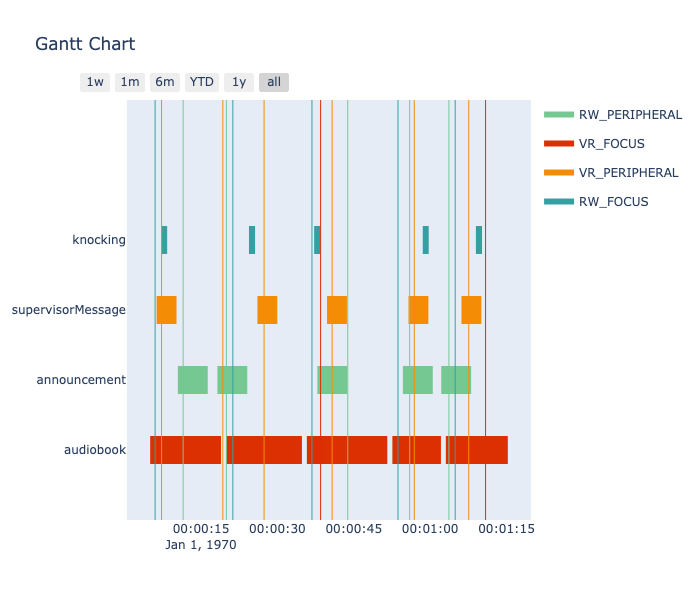 Gantt Chart
1w 1m 6m YTD 1y all
RW_PERIPHERAL
VR_FOCUS
VR_PERIPHERAL
RW_FOCUS
knocking
supervisorMessage
announcement
audiobook
00:00:15 00:00:30 00:00:45 00:01:00 00:01:15
Jan 1, 1970